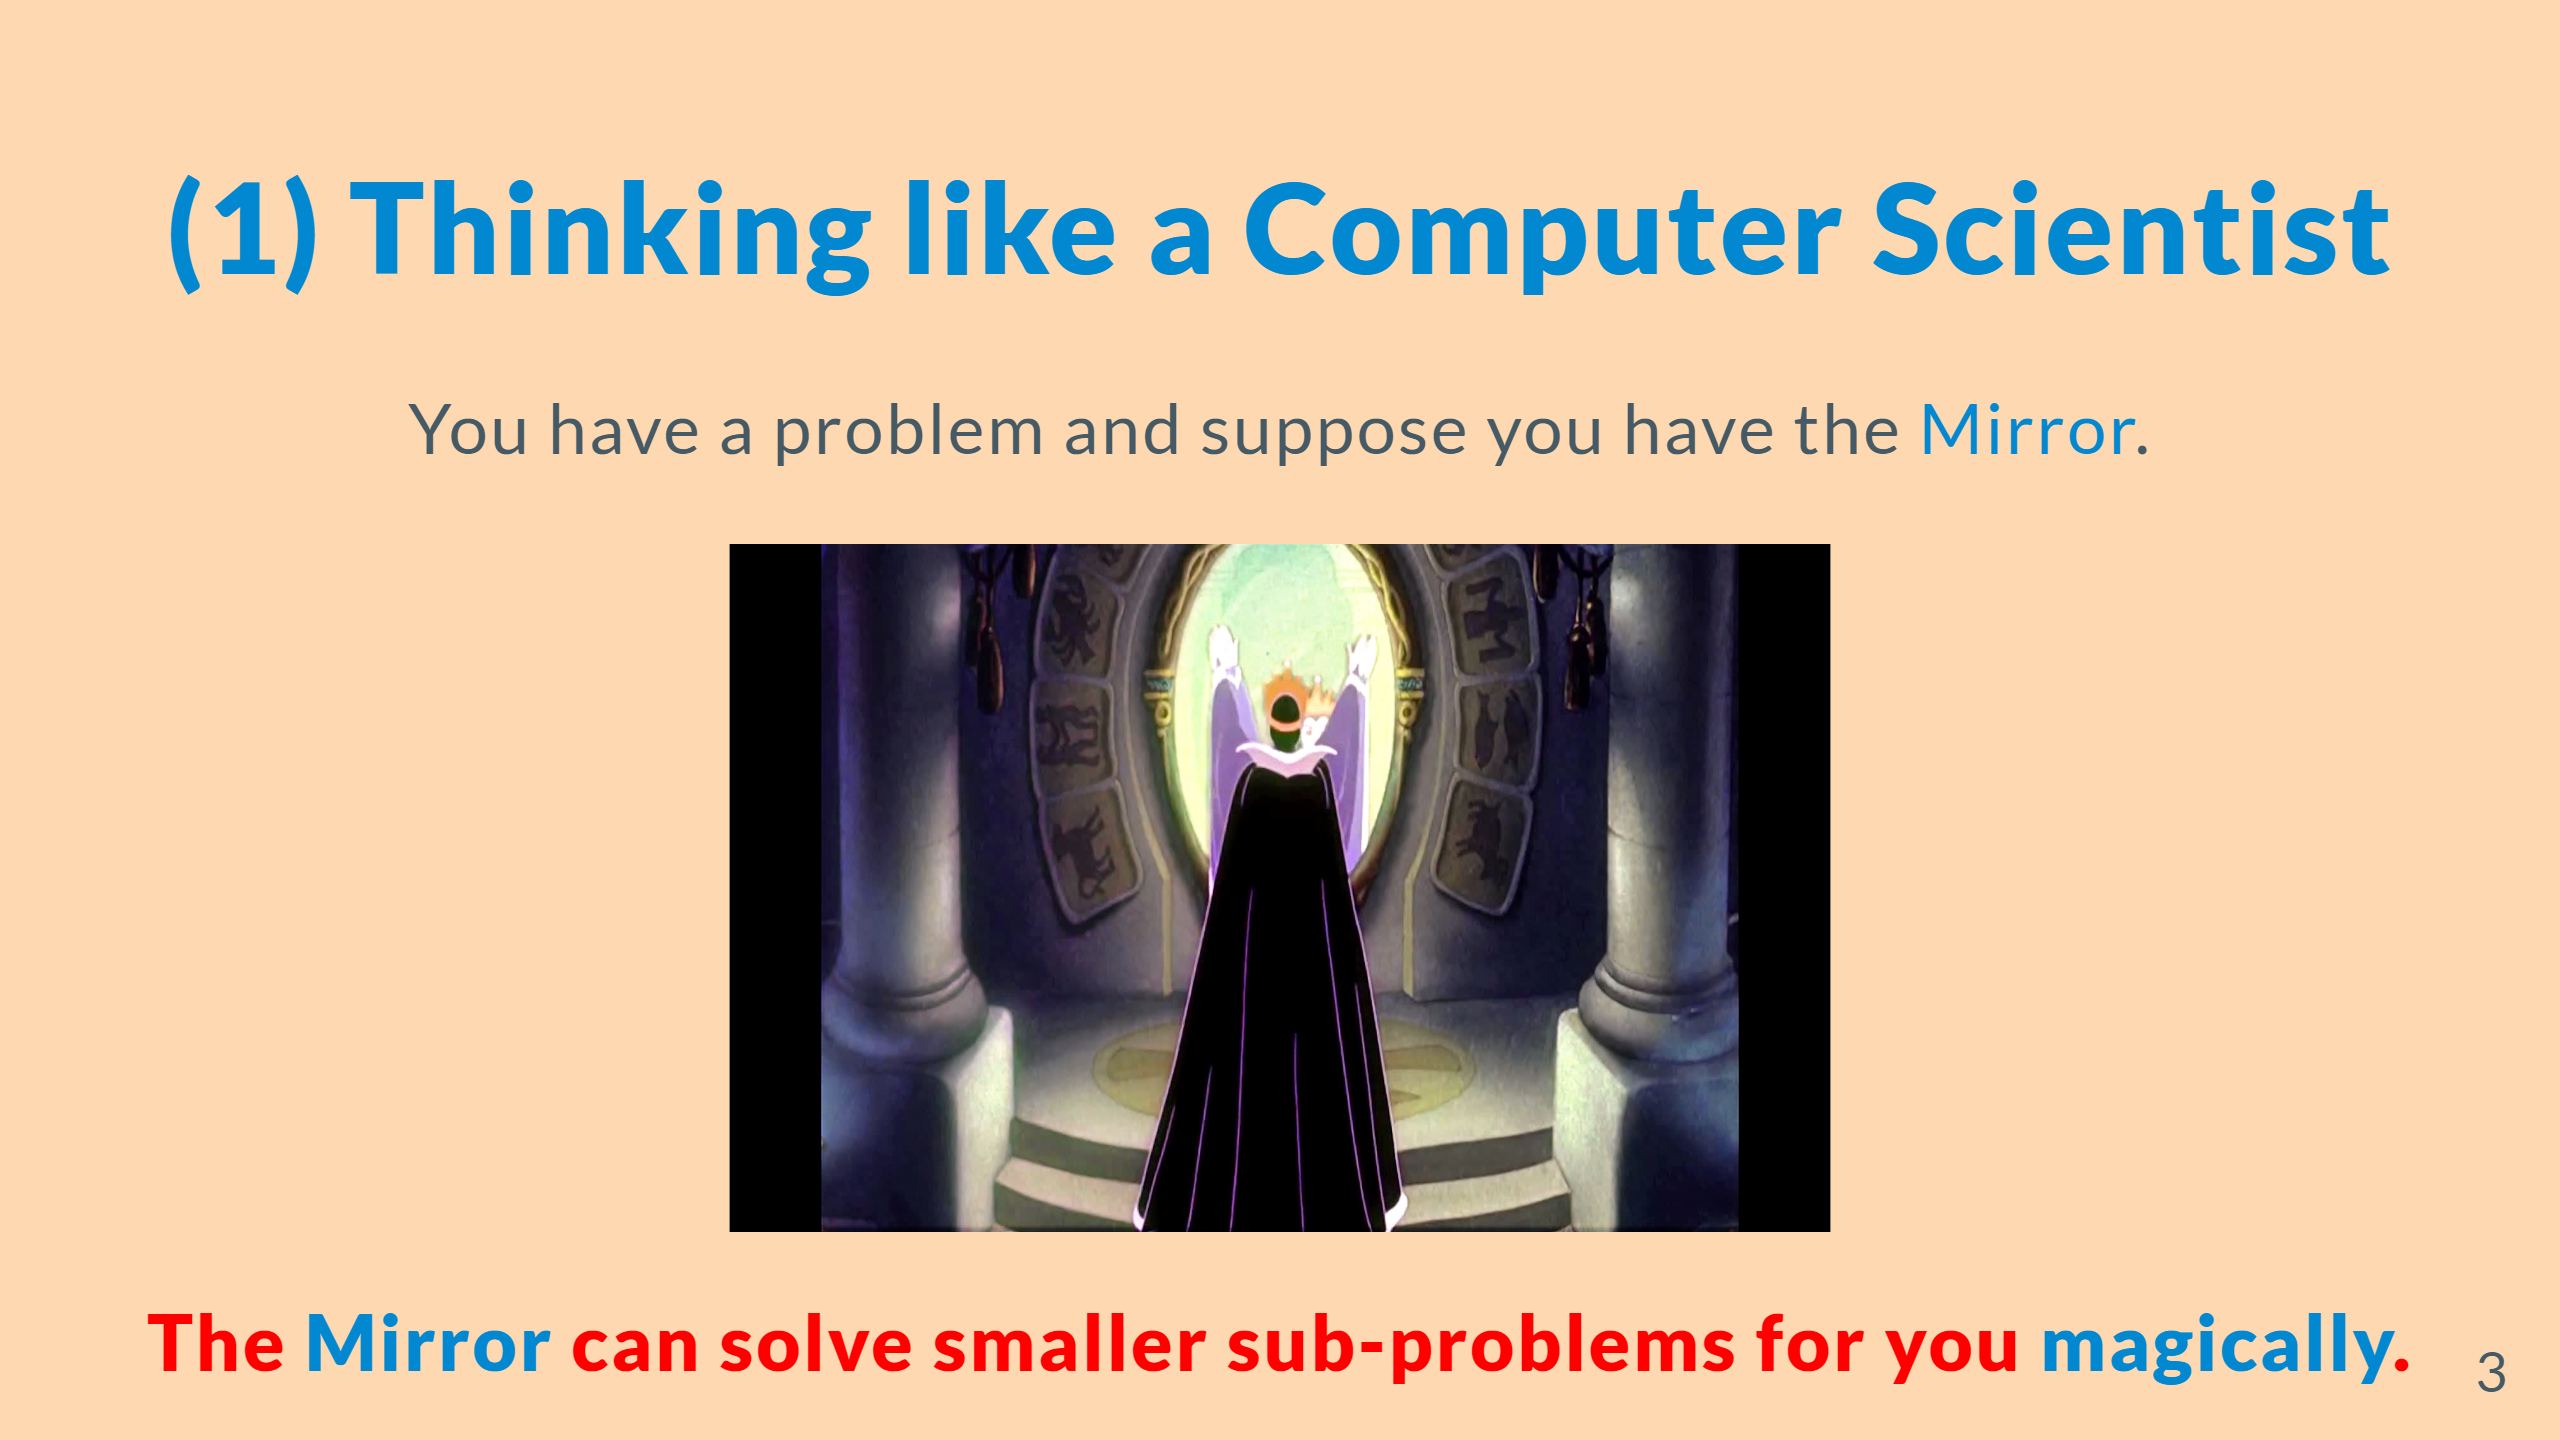 (1) Thinking like a Computer Scientist
You have a problem and suppose you have the Mirror.
The Mirror can solve smaller sub-problems for you magically.
3